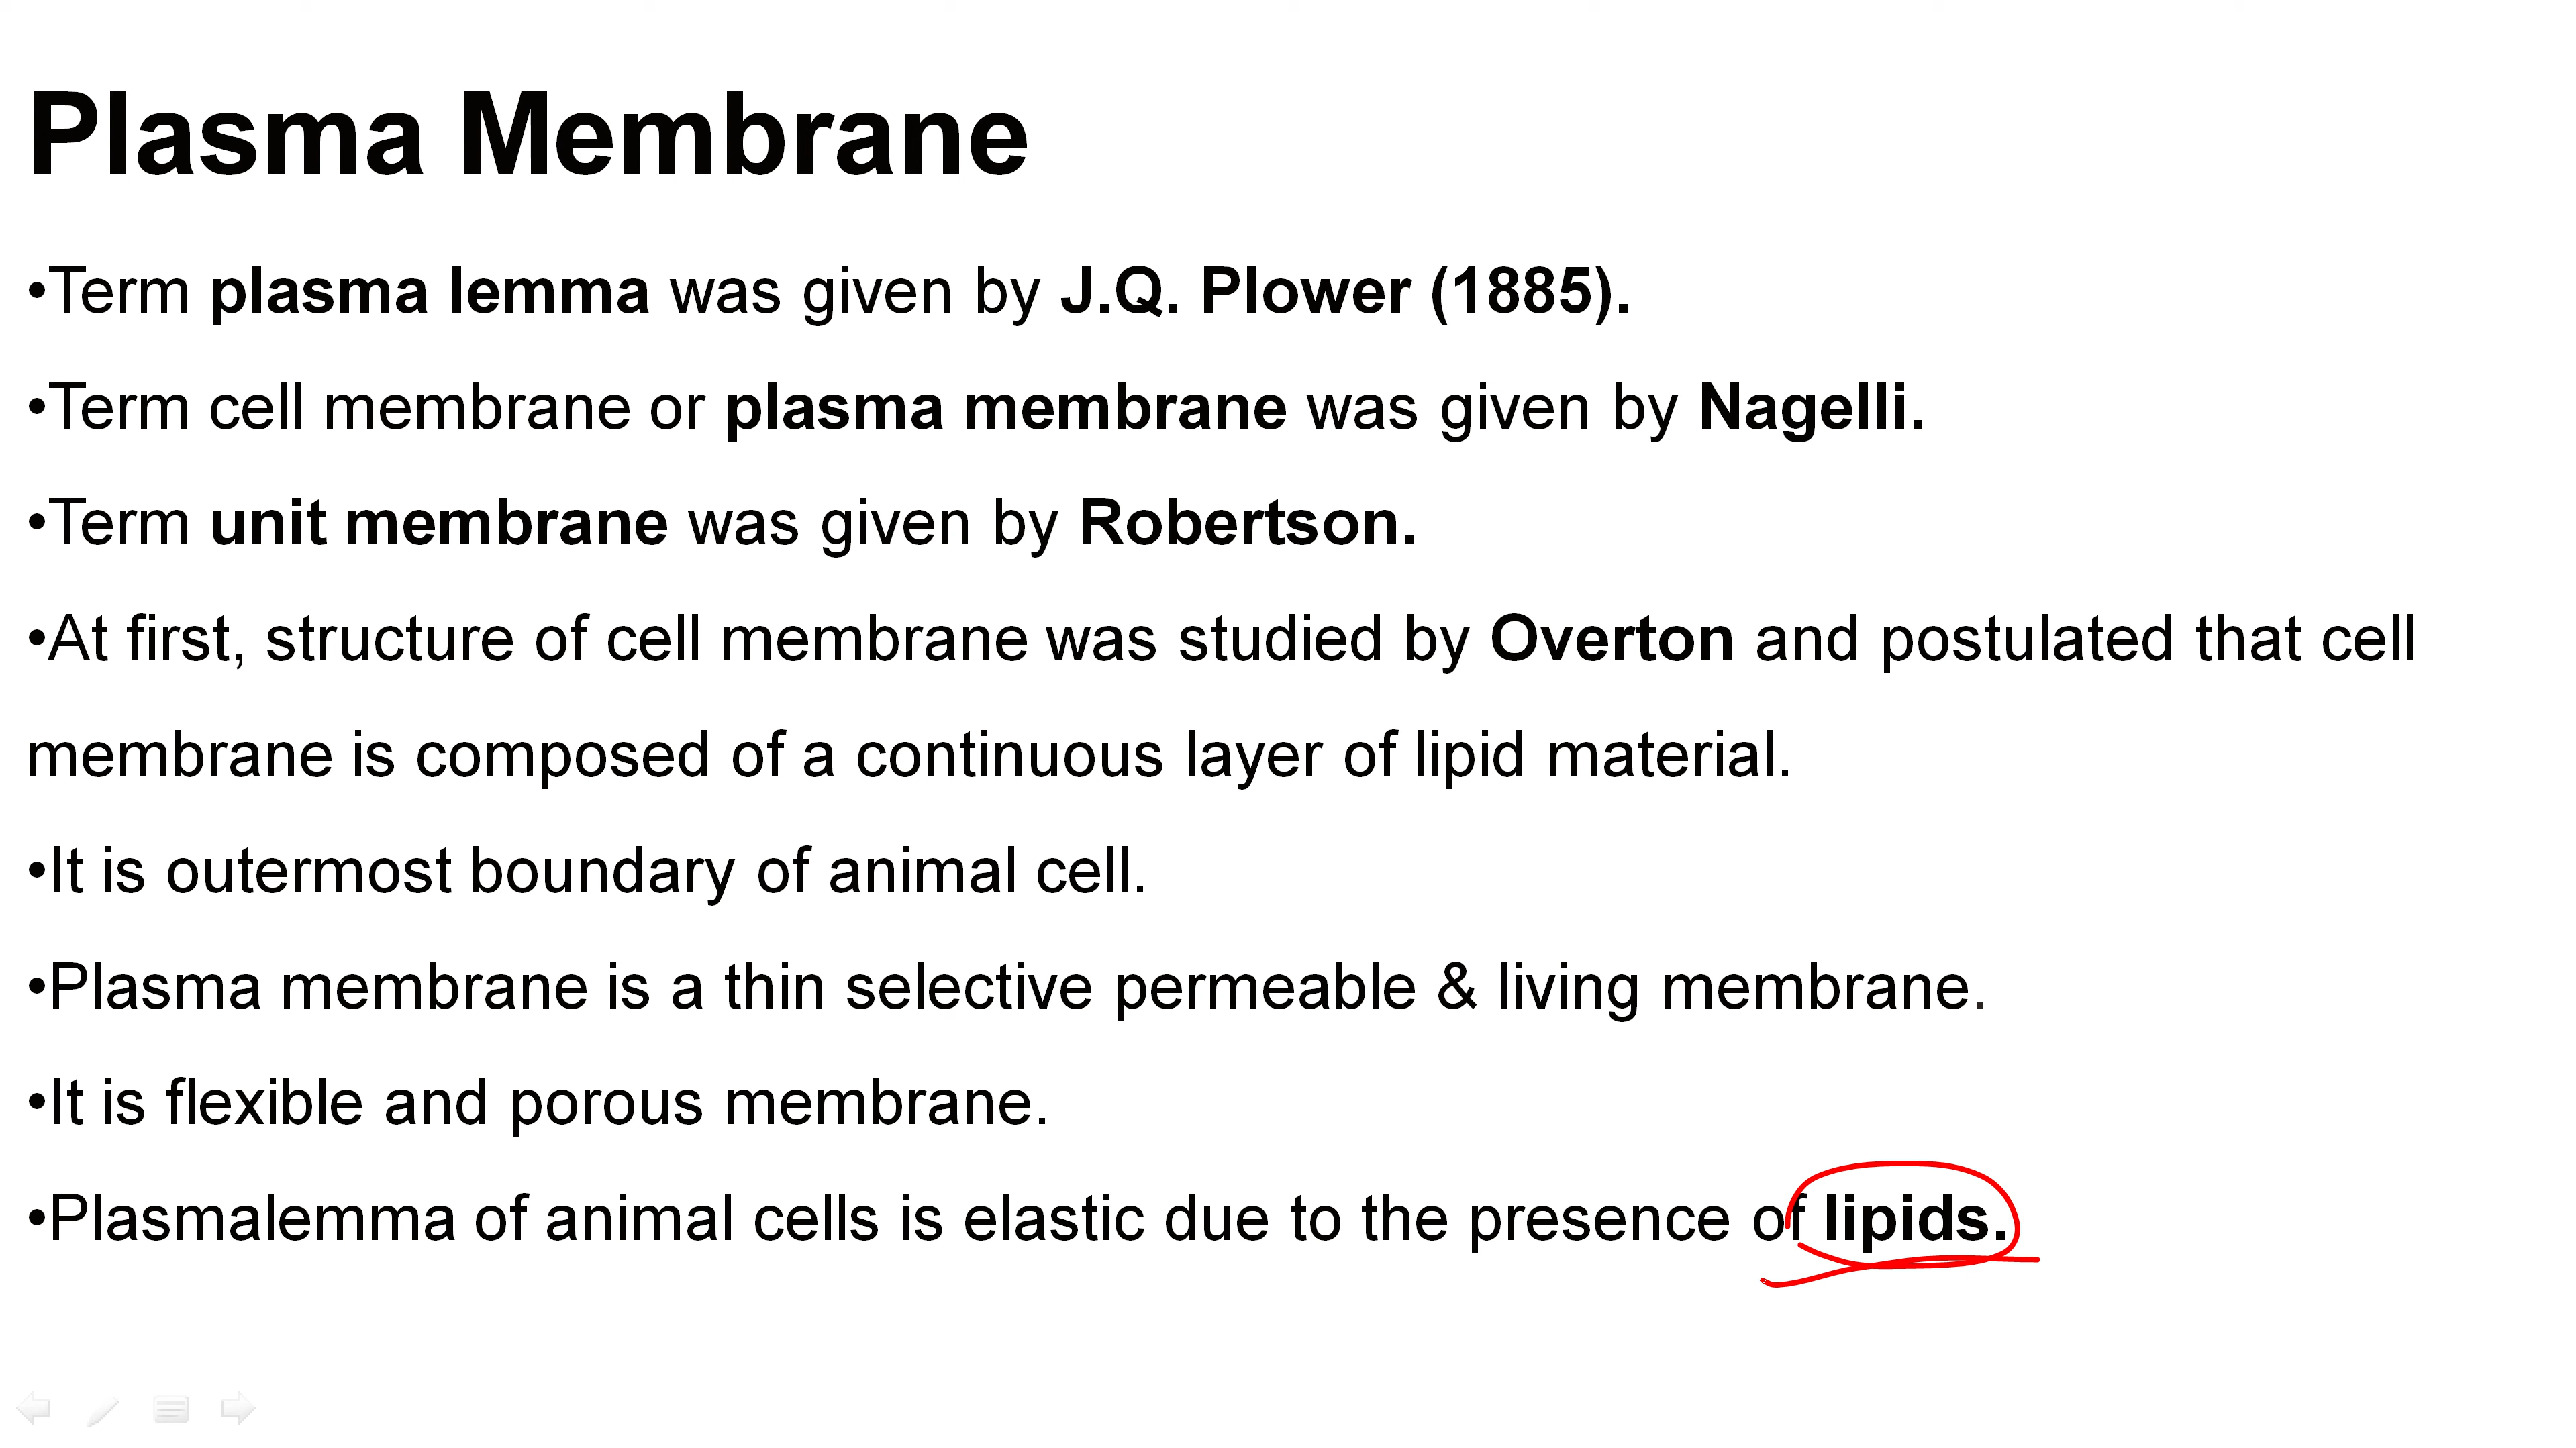 Plasma Membrane
•Term plasma lemma was given by J.Q. Plower (1885).
•Term cell membrane or plasma membrane was given by Nagelli.
•Term unit membrane was given by Robertson.
•At first, structure of cell membrane was studied by Overton and postulated that cell
membrane is composed of a continuous layer of lipid material.
•It is outermost boundary of animal cell.
•Plasma membrane is a thin selective permeable & living membrane.
•It is flexible and porous membrane.
•Plasmalemma of animal cells is elastic due to the presence of lipids.